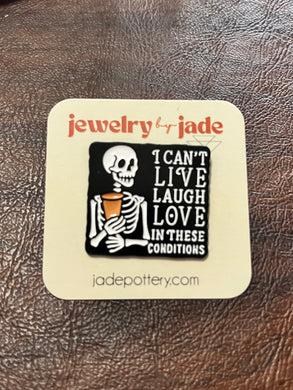 jewelry by jade
I CAN'T
LIVE
LAUGH
LOVE
IN THESE
CONDITIONS
jadepottery.com